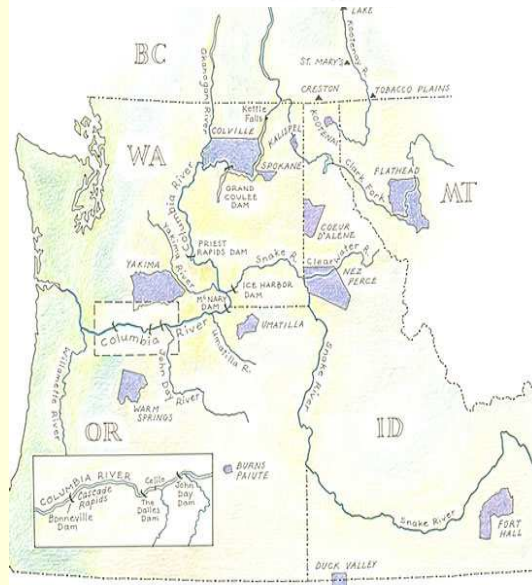 LAKE
Kootenay R.
BC
Okanagan River
ST. MARY'S
CRESTON
TOBACCO PLAINS
Kettle
Falls
COLVILLE
KALISPEL
KOOTENAI
WA
SPOKANE
Clark Fork
FLATHEAD
MT
GRAND
COULEE
DAM
Columbia River
COEUR
D'ALENE
Yakima River
PRIEST
RAPIDS DAM
Snake R.
Clearwater R.
NEZ
PERCE
YAKIMA
ICE HARBOR
DAM
McNARY
DAM
Columbia River
UMATILLA
Umatilla R.
Willamette River
John Day River
Snake River
WARM
SPRINGS
OR
ID
BURNS
PAIUTE
COLUMBIA RIVER
Cascade
Rapids
Bonneville
Dam
Celilo
The
Dalles
Dam
John
Day
Dam
Snake River
FORT
HALL
DUCK VALLEY